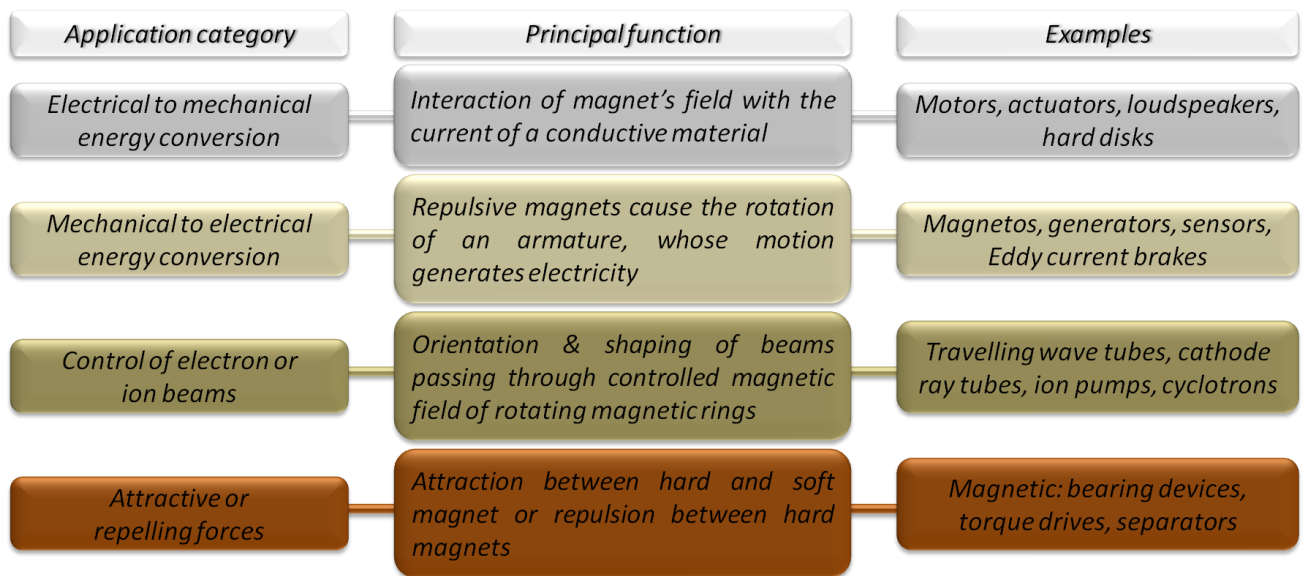 Application category
Principal function
Examples
Electrical to mechanical
energy conversion
Interaction of magnet's field with the
current of a conductive material
Motors, actuators, loudspeakers,
hard disks
Mechanical to electrical
energy conversion
Repulsive magnets cause the rotation
of an armature, whose motion
generates electricity
Magnetos, generators, sensors,
Eddy current brakes
Control of electron or
ion beams
Orientation & shaping of beams
passing through controlled magnetic
field of rotating magnetic rings
Travelling wave tubes, cathode
ray tubes, ion pumps, cyclotrons
Attractive or
repelling forces
Attraction between hard and soft
magnet or repulsion between hard
magnets
Magnetic: bearing devices,
torque drives, separators